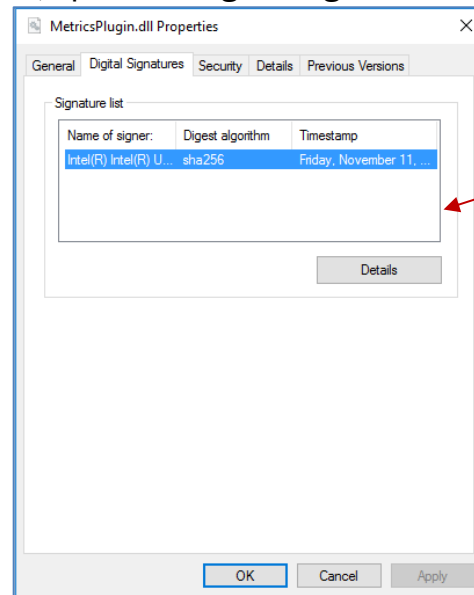 MetricsPlugin.dll Properties
General Digital Signatures Security Details Previous Versions
Signature list
Name of signer: Digest algorithm Timestamp
Intel(R) Intel(R) U... sha256 Friday, November 11, ...
Details
OK Cancel Apply